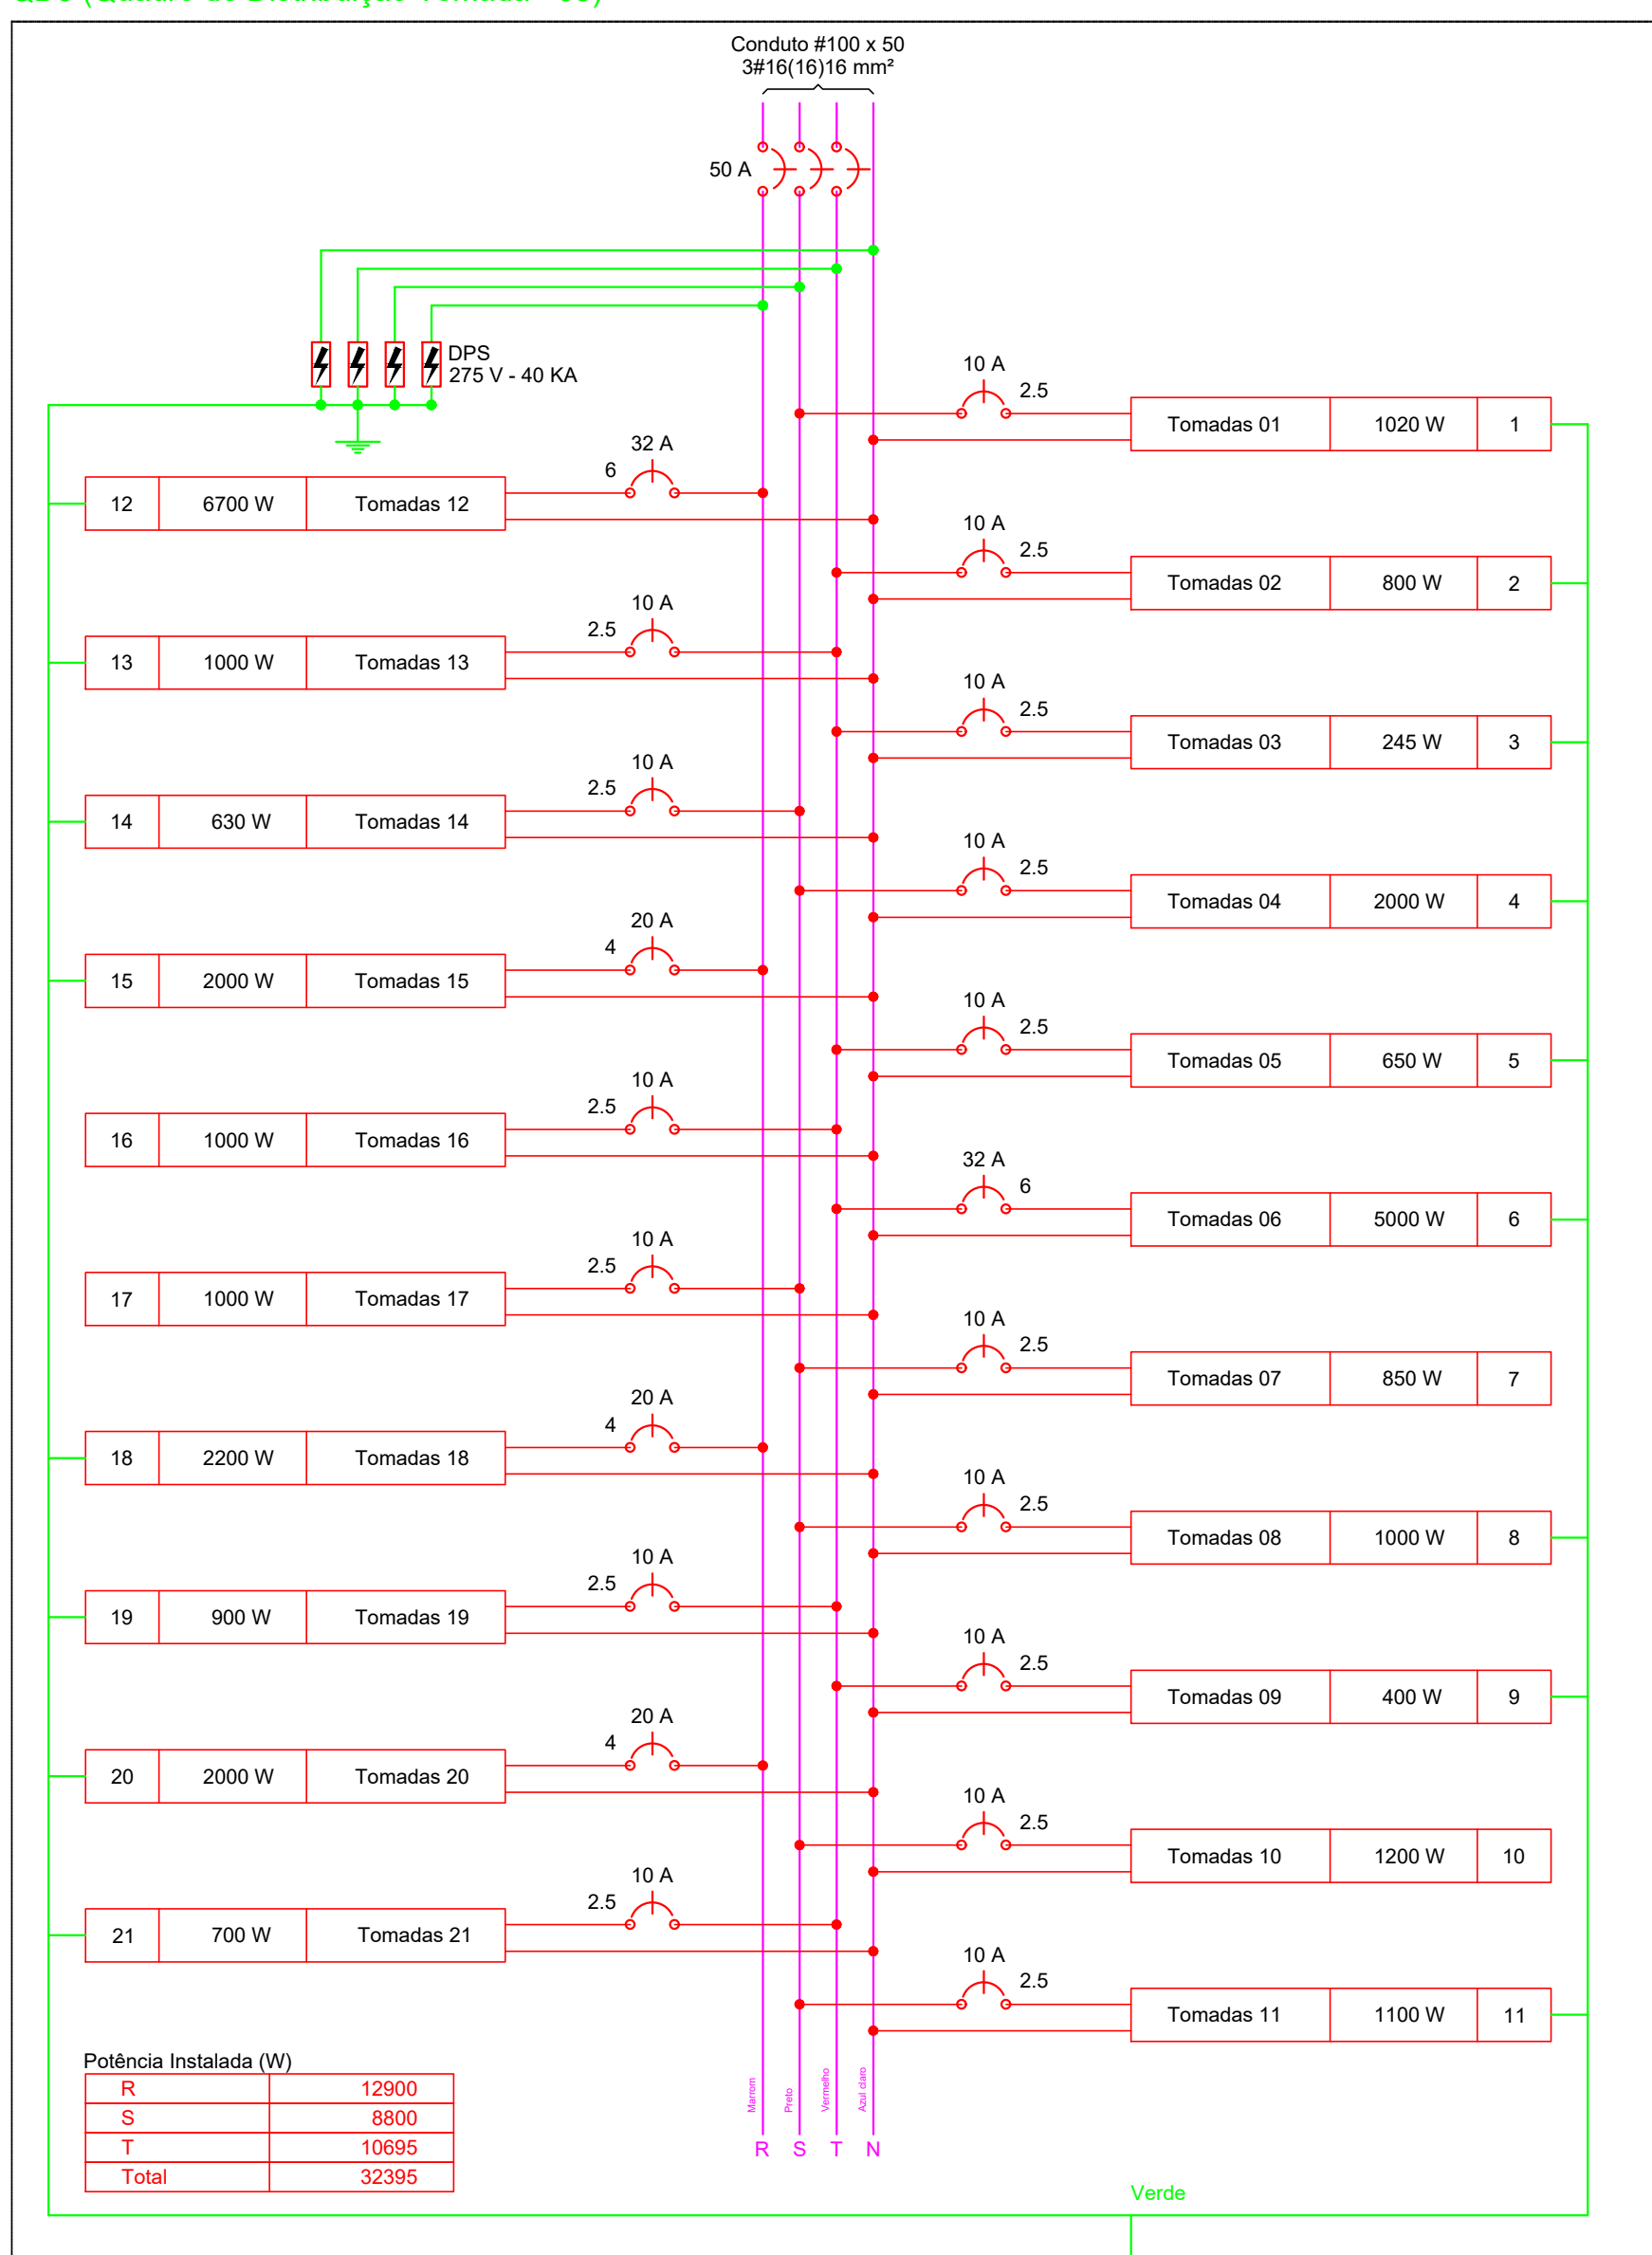 Conduto #100 x 50
3#16(16)16 mm²
50 A
DPS
275 V - 40 KA
10 A
2.5
Tomadas 01 1020 W 1
32 A
6
12 6700 W Tomadas 12
10 A
2.5
Tomadas 02 800 W 2
10 A
2.5
13 1000 W Tomadas 13
10 A
2.5
Tomadas 03 245 W 3
10 A
2.5
14 630 W Tomadas 14
10 A
2.5
Tomadas 04 2000 W 4
20 A
4
15 2000 W Tomadas 15
10 A
2.5
Tomadas 05 650 W 5
10 A
2.5
16 1000 W Tomadas 16
32 A
6
Tomadas 06 5000 W 6
10 A
2.5
17 1000 W Tomadas 17
10 A
2.5
Tomadas 07 850 W 7
20 A
4
18 2200 W Tomadas 18
10 A
2.5
Tomadas 08 1000 W 8
10 A
2.5
19 900 W Tomadas 19
10 A
2.5
Tomadas 09 400 W 9
20 A
4
20 2000 W Tomadas 20
10 A
2.5
Tomadas 10 1200 W 10
10 A
2.5
21 700 W Tomadas 21
10 A
2.5
Tomadas 11 1100 W 11
Potência Instalada (W)
R 12900
S 8800
T 10695
Total 32395
Marrom
Preto
Vermelho
Azul claro
R S T N
Verde